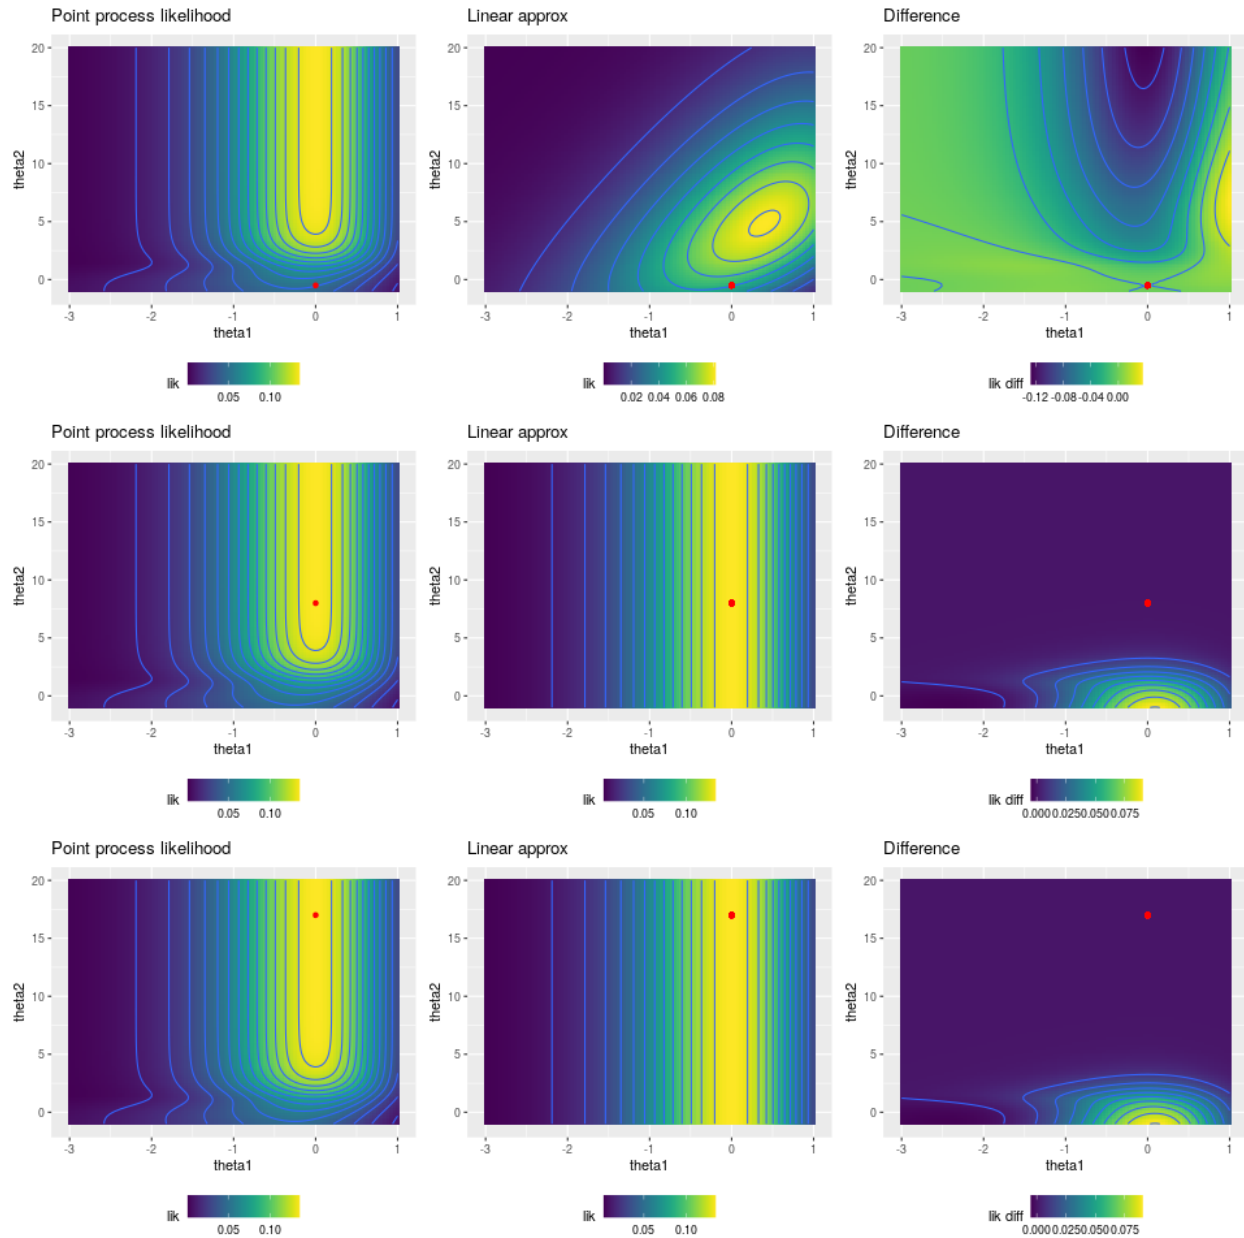 Point process likelihood Linear approx Difference
20 20 20
15 15 15
10 10 10
5 5 5
0 0 0
theta2 theta2 theta2
-3 -2 -1 0 1 -3 -2 -1 0 1 -3 -2 -1 0 1
theta1 theta1 theta1
lik 0.05 0.10 lik 0.02 0.04 0.06 0.08 lik diff -0.12 -0.08 -0.04 0.00
Point process likelihood Linear approx Difference
20 20 20
15 15 15
10 10 10
5 5 5
0 0 0
theta2 theta2 theta2
-3 -2 -1 0 1 -3 -2 -1 0 1 -3 -2 -1 0 1
theta1 theta1 theta1
lik 0.05 0.10 lik 0.05 0.10 lik diff 0.000 0.025 0.050 0.075
Point process likelihood Linear approx Difference
20 20 20
15 15 15
10 10 10
5 5 5
0 0 0
theta2 theta2 theta2
-3 -2 -1 0 1 -3 -2 -1 0 1 -3 -2 -1 0 1
theta1 theta1 theta1
lik 0.05 0.10 lik 0.05 0.10 lik diff 0.000 0.025 0.050 0.075